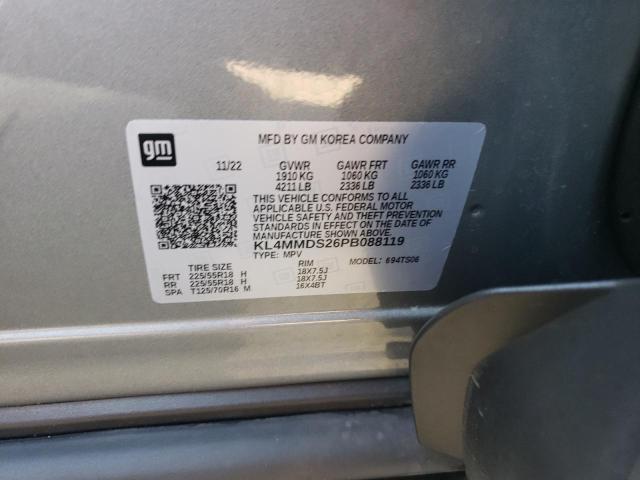 gm
MFD BY GM KOREA COMPANY
11/22 GVWR GAWR FRT GAWR RR
1910 KG 1060 KG 1060 KG
4211 LB 2336 LB 2336 LB
THIS VEHICLE CONFORMS TO ALL
APPLICABLE U.S. FEDERAL MOTOR
VEHICLE SAFETY AND THEFT PREVENTION
STANDARDS IN EFFECT ON THE DATE OF
MANUFACTURE SHOWN ABOVE.
KL4MMDS26PB088119
TYPE: MPV MODEL: 694TS06
TIRE SIZE RIM
FRT 225/55R18 H 18X7.5J
RR 225/55R18 H 18X7.5J
SPA T125/70R16 M 16X4BT